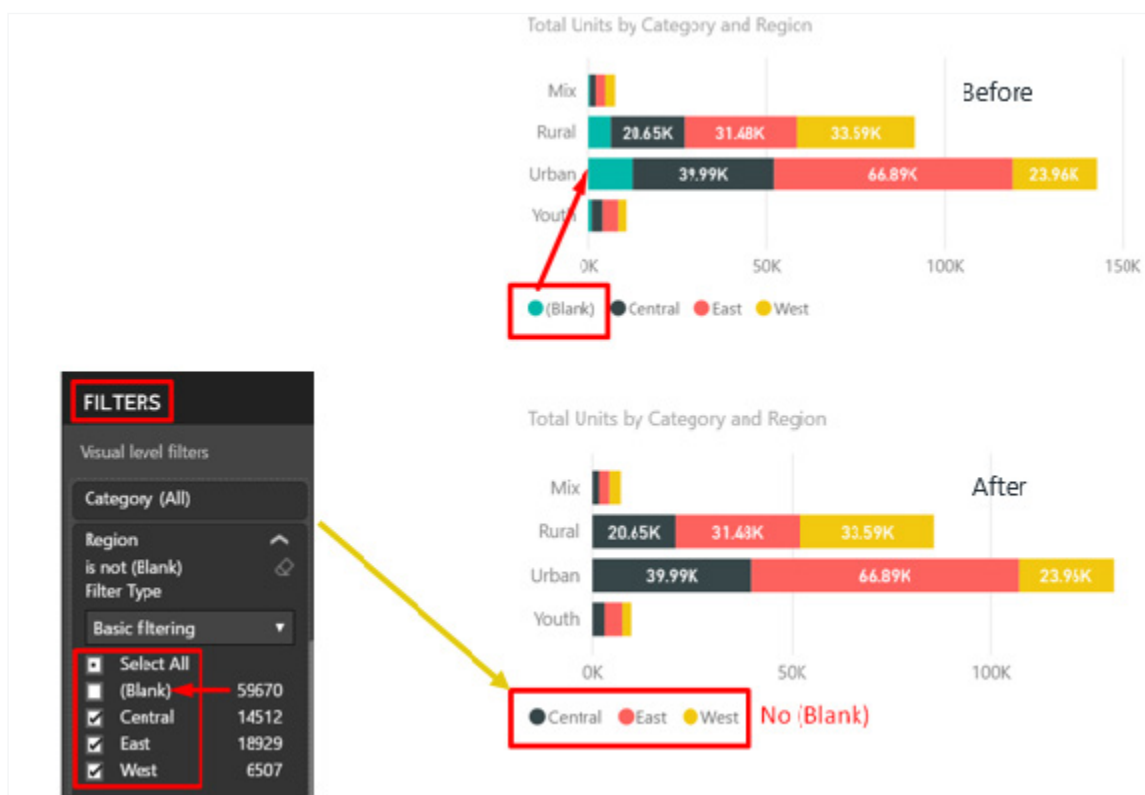 Total Units by Category and Region
Before
Mix
Rural 20.65K 31.48K 33.59K
Urban 39.99K 66.89K 23.96K
Youth
0K 50K 100K 150K
(Blank) Central East West
FILTERS
Visual level filters
Category (All)
Region
is not (Blank)
Filter Type
Basic filtering
Select All
(Blank) 59670
Central 14512
East 18929
West 6507
Total Units by Category and Region
After
Mix
Rural 20.65K 31.48K 33.59K
Urban 39.99K 66.89K 23.96K
Youth
0K 50K 100K
Central East West No (Blank)